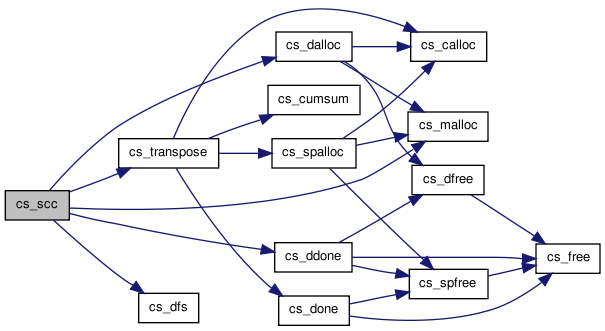 cs_scc
cs_transpose
cs_dfs
cs_dalloc
cs_cumsum
cs_spalloc
cs_ddone
cs_done
cs_calloc
cs_malloc
cs_dfree
cs_spfree
cs_free